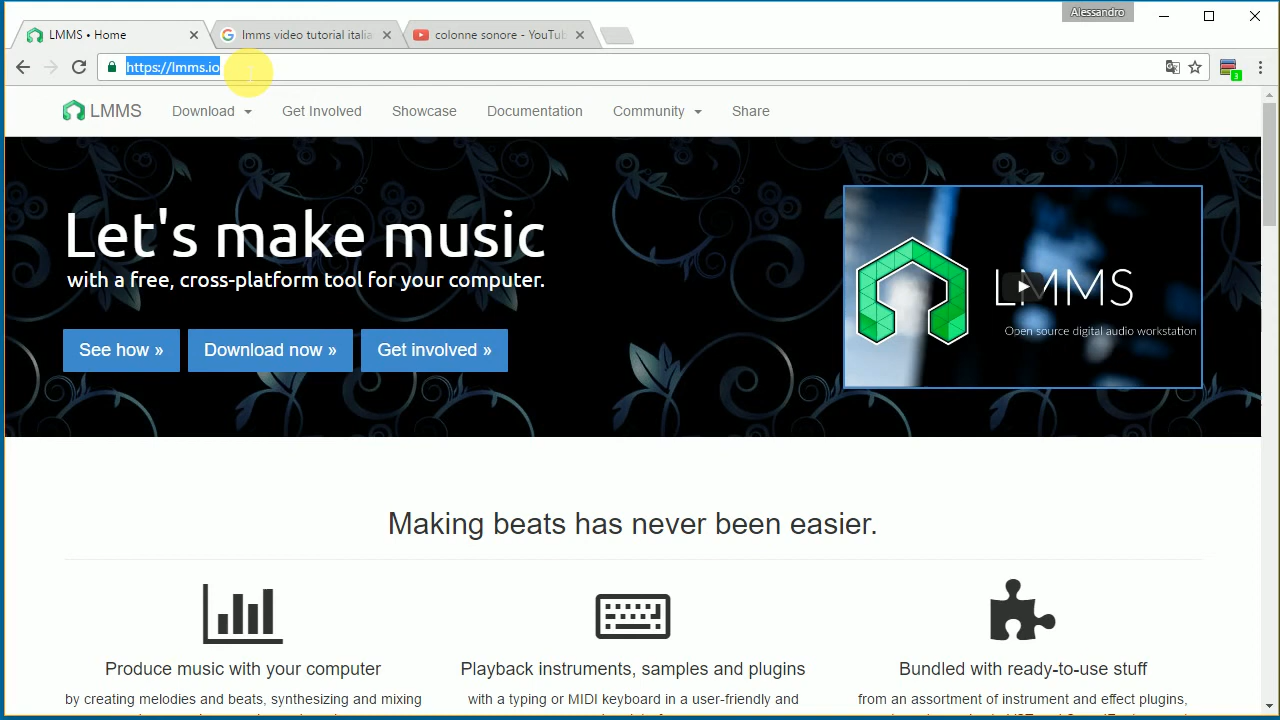 Alessandro
LMMS • Home
lmms video tutorial italia
colonne sonore - YouTub
https://lmms.io
3
LMMS
Download
Get Involved
Showcase
Documentation
Community
Share
Let's make music
with a free, cross-platform tool for your computer.
See how »
Download now »
Get involved »
LMMS
Open source digital audio workstation
Making beats has never been easier.
Produce music with your computer
by creating melodies and beats, synthesizing and mixing
Playback instruments, samples and plugins
with a typing or MIDI keyboard in a user-friendly and
Bundled with ready-to-use stuff
from an assortment of instrument and effect plugins,